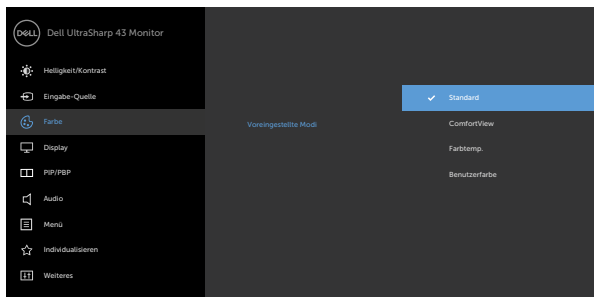 DELL Dell UltraSharp 43 Monitor
Helligkeit/Kontrast
Eingabe-Quelle
Farbe
Display
PIP/PBP
Audio
Menü
Individualisieren
Weiteres
Voreingestellte Modi
Standard
ComfortView
Farbtemp.
Benutzerfarbe